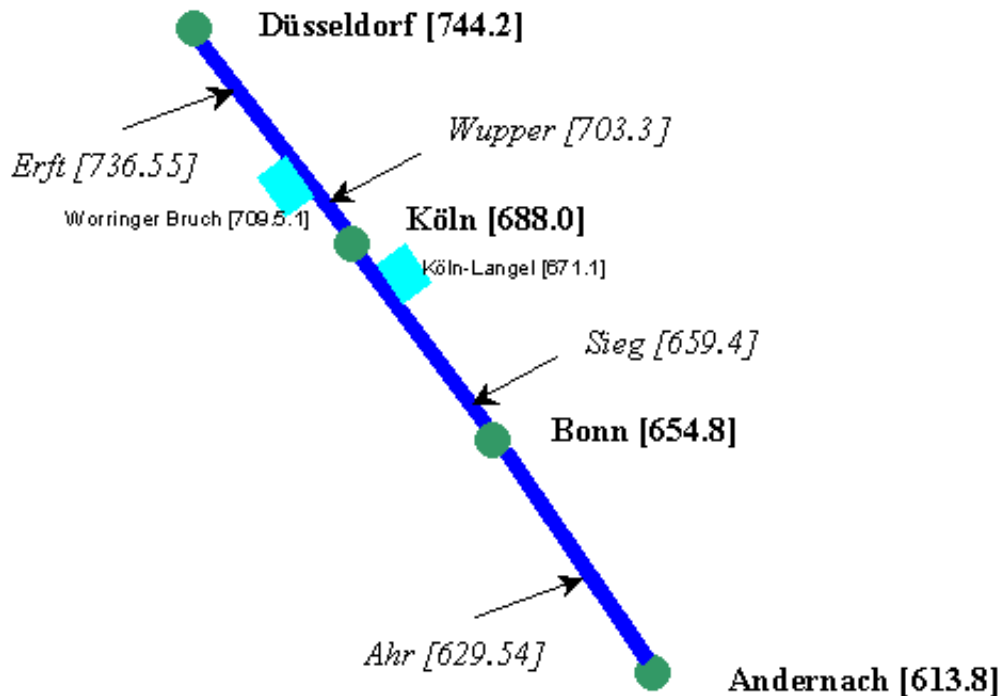 Düsseldorf [744.2]
Wupper [703.3]
Erft [736.55]
Worringer Bruch [709.5.1]
Köln [688.0]
Köln-Langel [671.1]
Sieg [659.4]
Bonn [654.8]
Ahr [629.54]
Andernach [613.8]